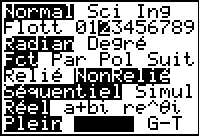 Normal Sci Ing
Flott 0123456789
Radian Degré
Fct Par Pol Suit
Relié NonRelié
Séquentiel Simul
Réel a+bi re^θi
Plein G-T